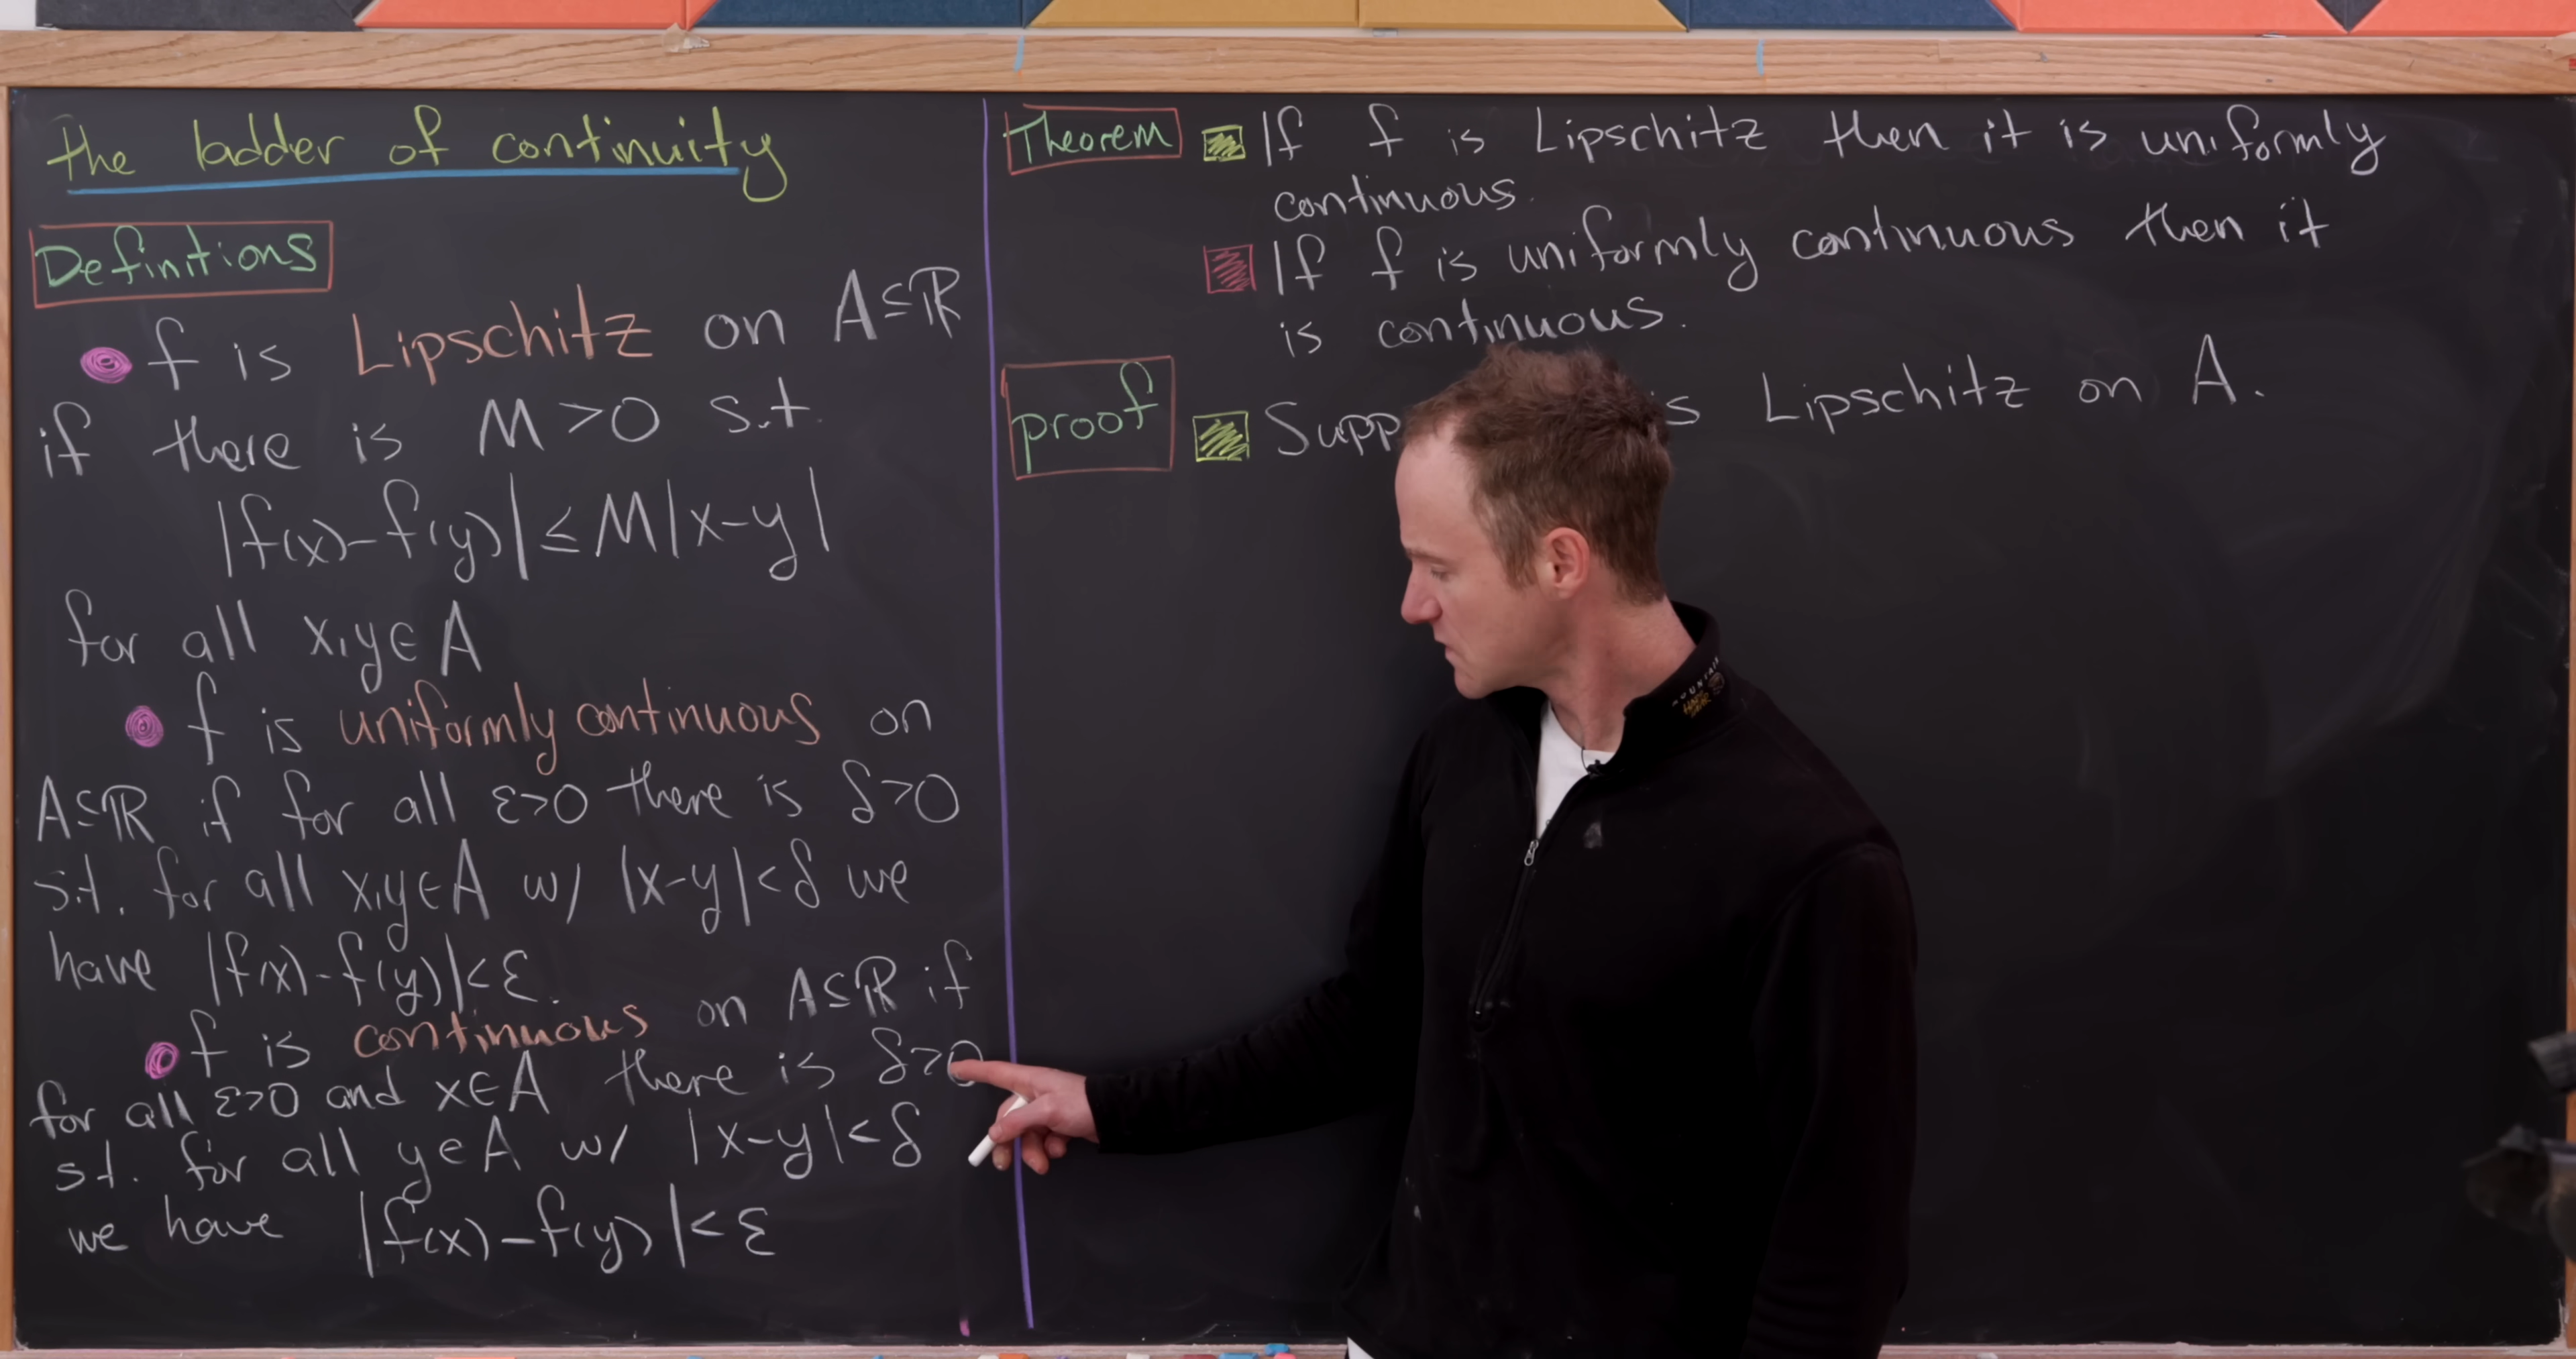 the ladder of continuity
Definitions
f is Lipschitz on A⊆ℝ
if there is M>0 s.t.
|f(x)-f(y)|≤M|x-y|
for all x,y∈A
f is uniformly continuous on
A⊆ℝ if for all ε>0 there is δ>0
s.t. for all x,y∈A w/ |x-y|<δ we
have |f(x)-f(y)|<ε.
f is continuous on A⊆ℝ if
for all ε>0 and x∈A there is δ>0
s.t. for all y∈A w/ |x-y|<δ
we have |f(x)-f(y)|<ε
Theorem If f is Lipschitz then it is uniformly
continuous.
If f is uniformly continuous then it
is continuous.
proof Supp is Lipschitz on A.
MOUNTAIN